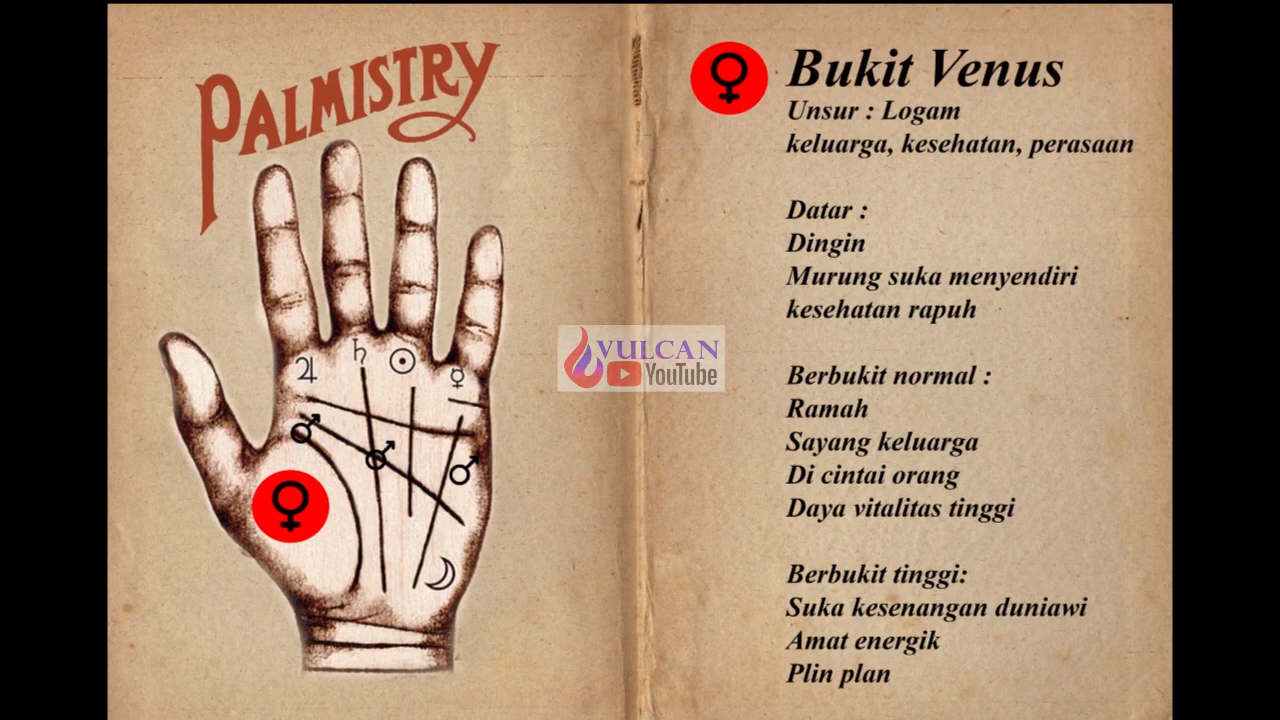 PALMISTRY
Bukit Venus
Unsur : Logam
keluarga, kesehatan, perasaan
Datar :
Dingin
Murung suka menyendiri
kesehatan rapuh
Berbukit normal :
Ramah
Sayang keluarga
Di cintai orang
Daya vitalitas tinggi
Berbukit tinggi:
Suka kesenangan duniawi
Amat energik
Plin plan
VULCAN
YouTube